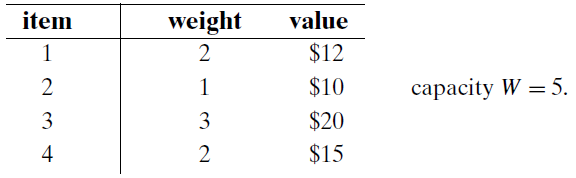 item weight value
1 2 $12
2 1 $10 capacity W = 5.
3 3 $20
4 2 $15